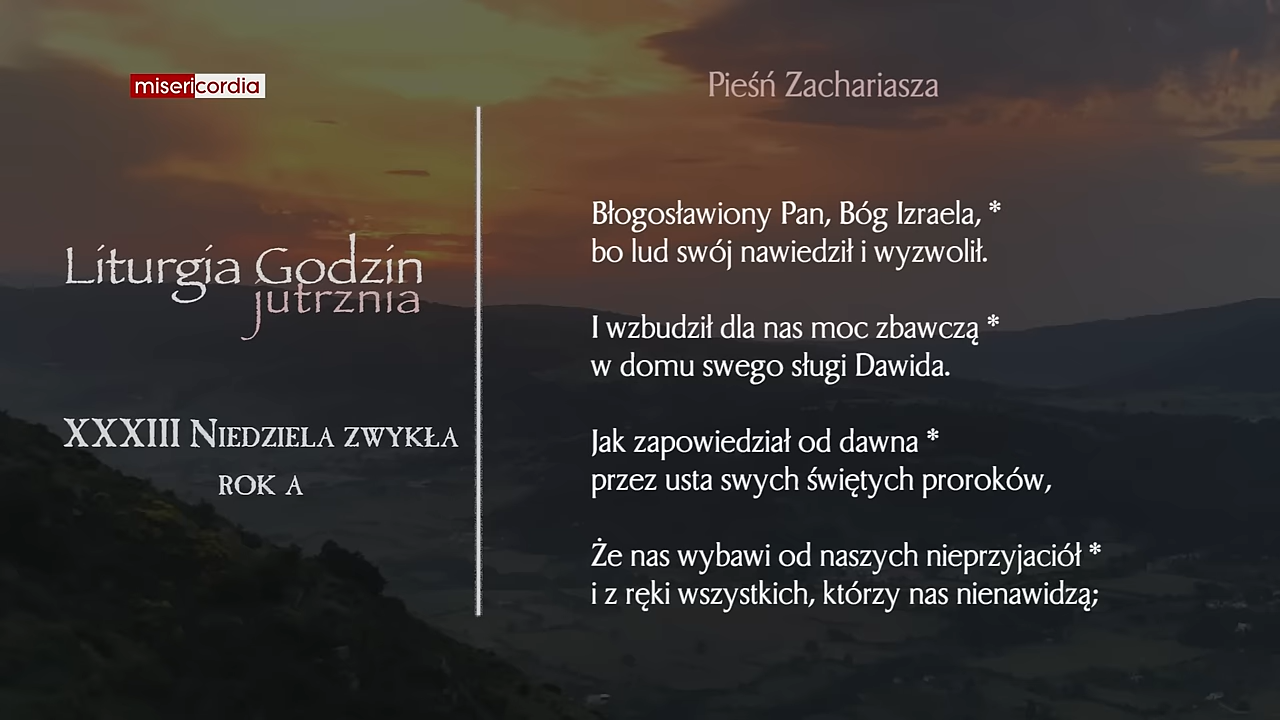 misericordia
Liturgia Godzin
jutrznia
XXXIII Niedziela zwykła
rok A
Pieśń Zachariasza
Błogosławiony Pan, Bóg Izraela, *
bo lud swój nawiedził i wyzwolił.
I wzbudził dla nas moc zbawczą *
w domu swego sługi Dawida.
Jak zapowiedział od dawna *
przez usta swych świętych proroków,
Że nas wybawi od naszych nieprzyjaciół *
i z ręki wszystkich, którzy nas nienawidzą;